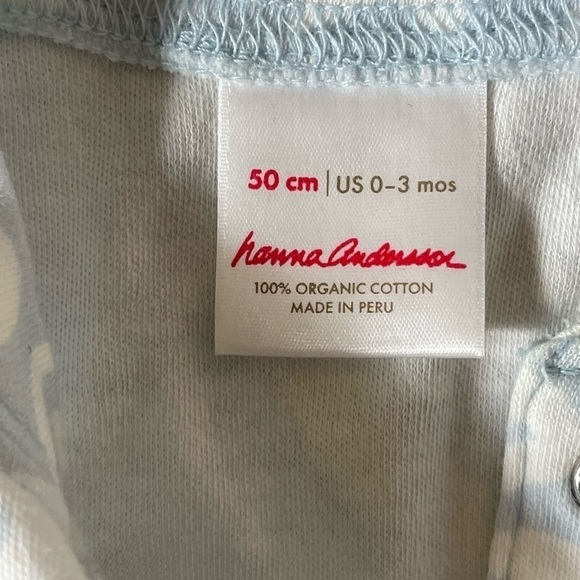 50 cm | US 0-3 mos
hanna andersson
100% ORGANIC COTTON
MADE IN PERU